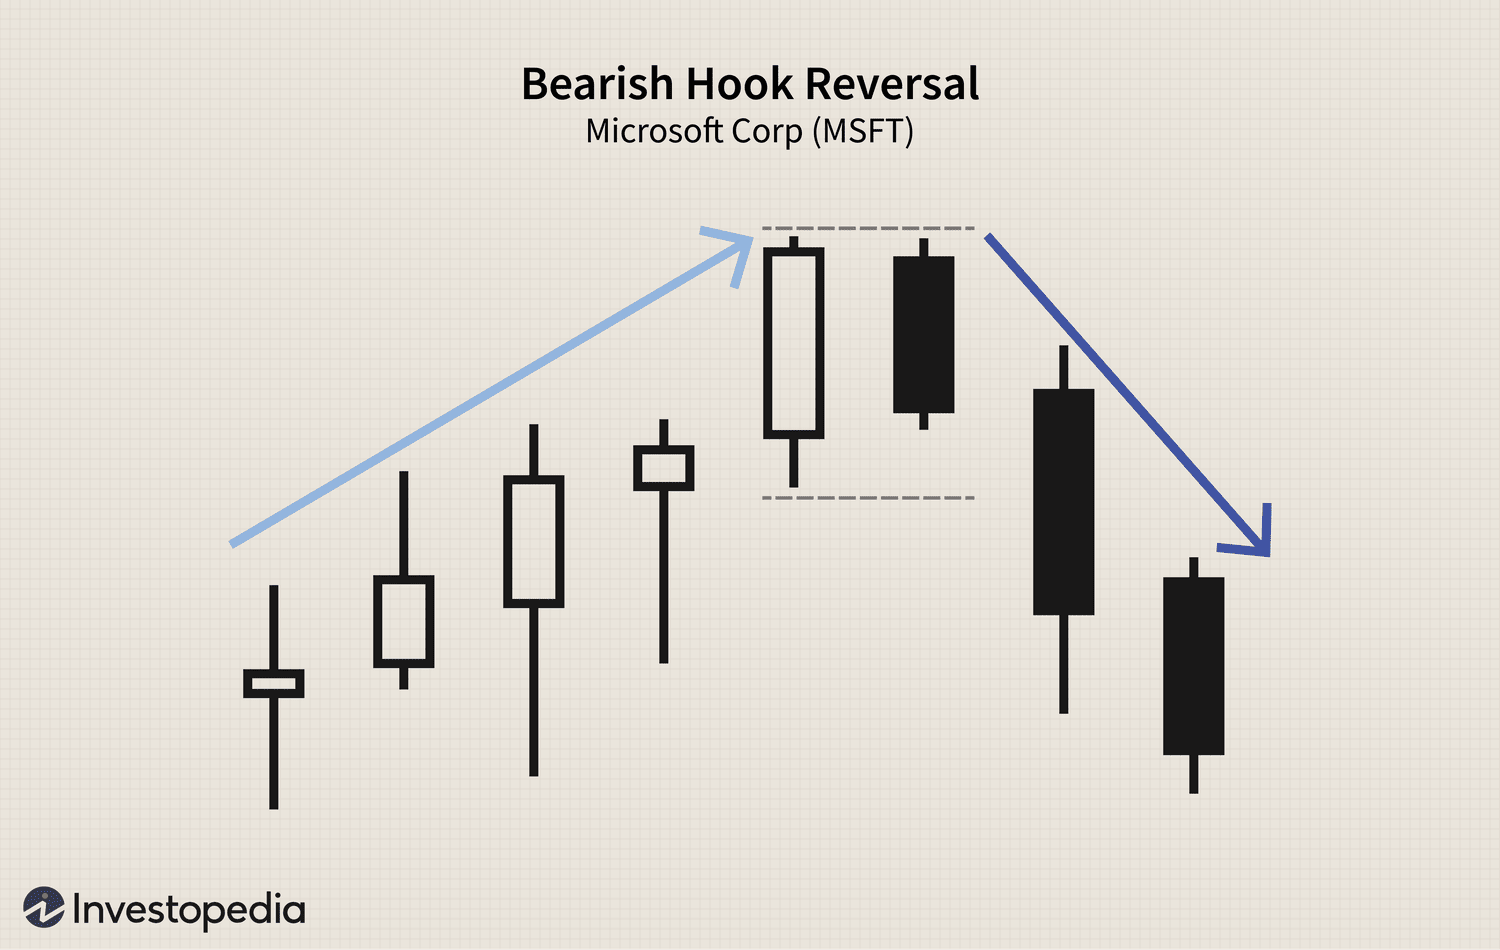 Bearish Hook Reversal
Microsoft Corp (MSFT)
Investopedia